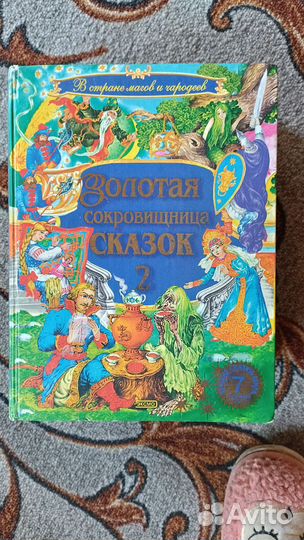 В стране магов и чародеев
Золотая
сокровищница
СКАЗОК
2
7
Avito